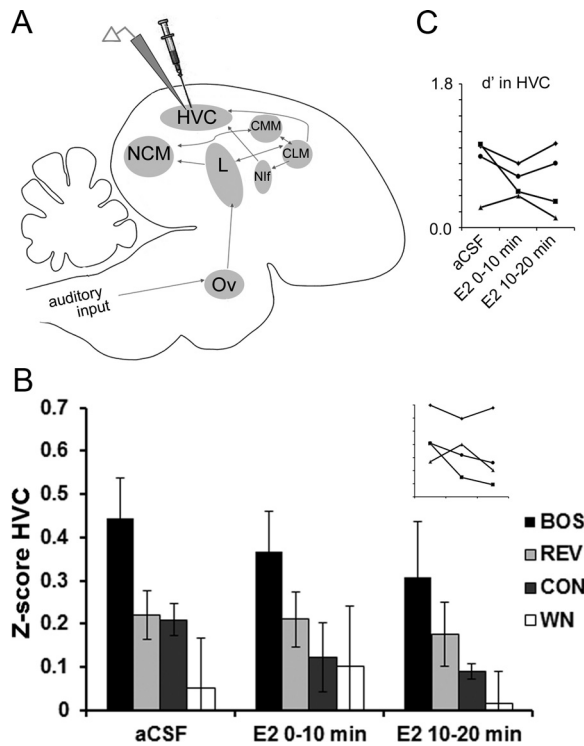 A
C
HVC
NCM
CMM
CLM
L
NIf
Ov
auditory
input
d' in HVC
1.8
0.0
aCSF
E2 0-10 min
E2 10-20 min
B
Z-score HVC
0.7
0.6
0.5
0.4
0.3
0.2
0.1
0
aCSF
E2 0-10 min
E2 10-20 min
BOS
REV
CON
WN